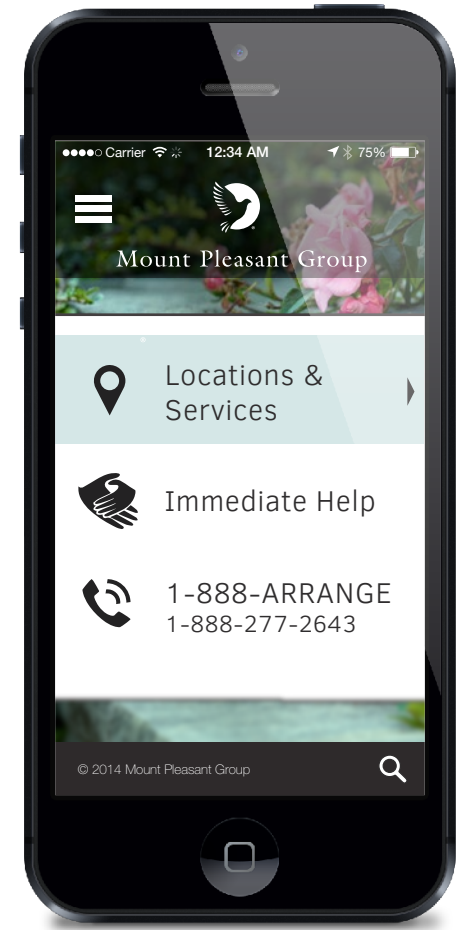 Carrier 12:34 AM 75%
Mount Pleasant Group
Locations &
Services
Immediate Help
1-888-ARRANGE
1-888-277-2643
© 2014 Mount Pleasant Group